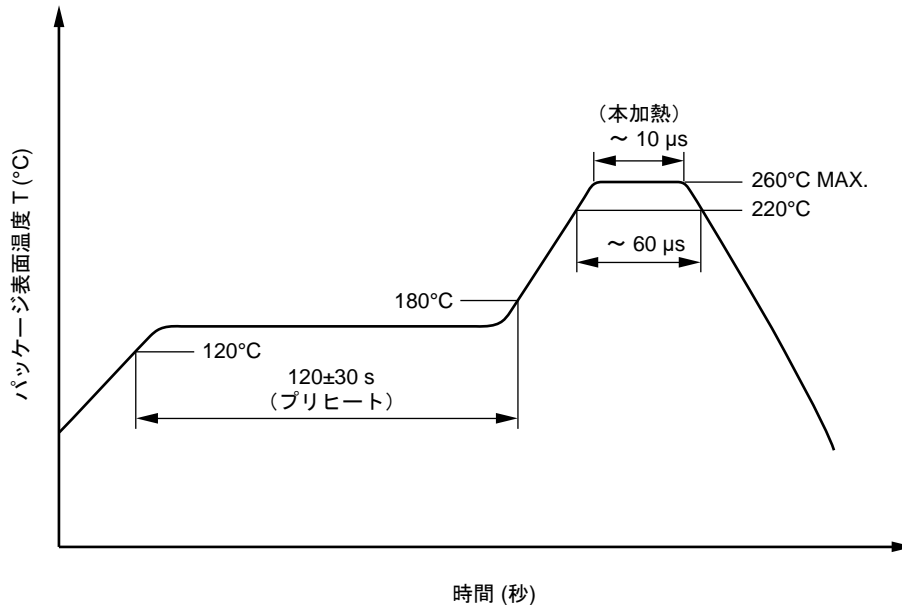 パッケージ表面温度 T (°C)
（本加熱）
～ 10 µs
260°C MAX.
220°C
～ 60 µs
180°C
120°C
120±30 s
（プリヒート）
時間 (秒)